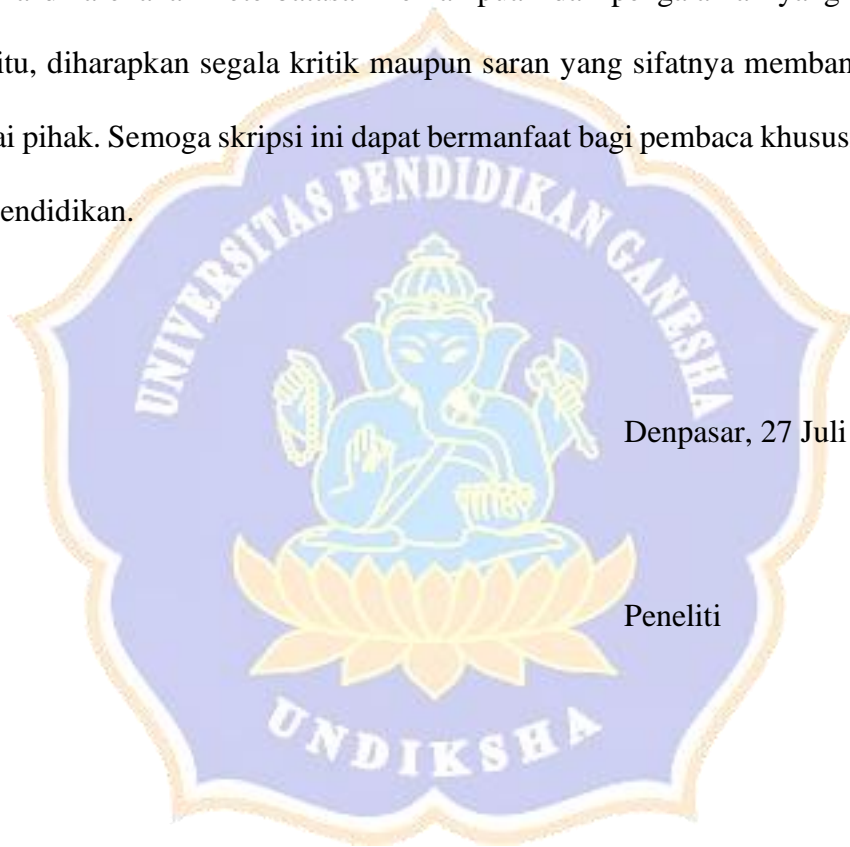 itu, diharapkan segala kritik maupun saran yang sifatnya memban
ai pihak. Semoga skripsi ini dapat bermanfaat bagi pembaca khusus
endidikan.
UNIVERSITAS PENDIDIKAN GANESHA
Denpasar, 27 Juli
Peneliti
UNDIKSHA